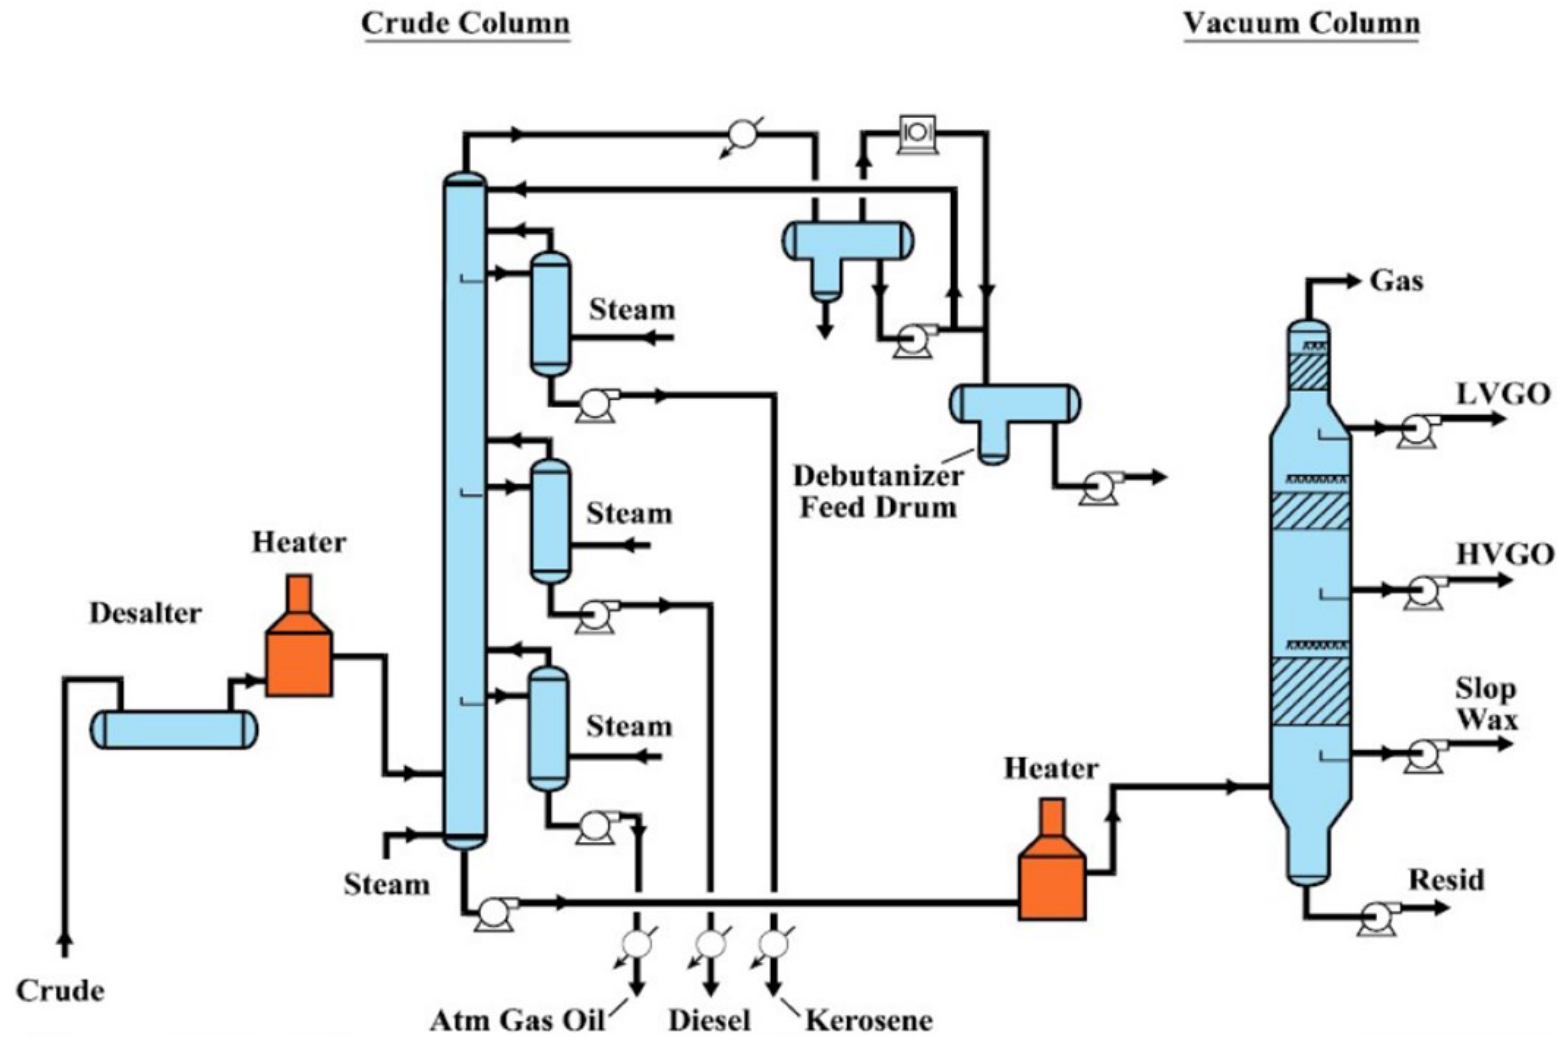 Crude Column
Vacuum Column
Gas
Steam
LVGO
Debutanizer
Feed Drum
Steam
Heater
HVGO
Desalter
Slop
Wax
Steam
Heater
Steam
Resid
Crude
Atm Gas Oil
Diesel
Kerosene